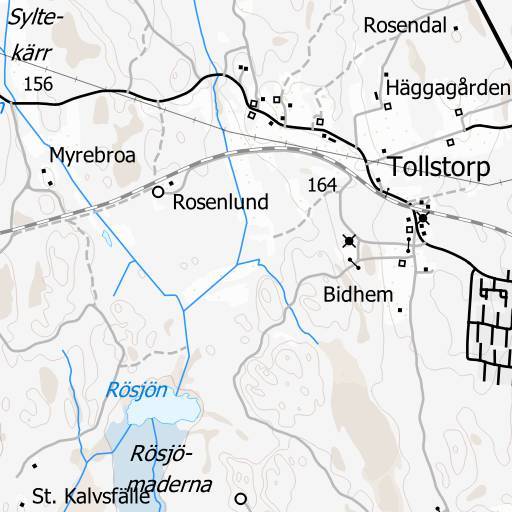 Sylte-
kärr
Rosendal
156
Häggagården
Myrebroa
Tollstorp
164
Rosenlund
Bidhem
Rösjön
Rösjö-
maderna
St. Kalvsfälle